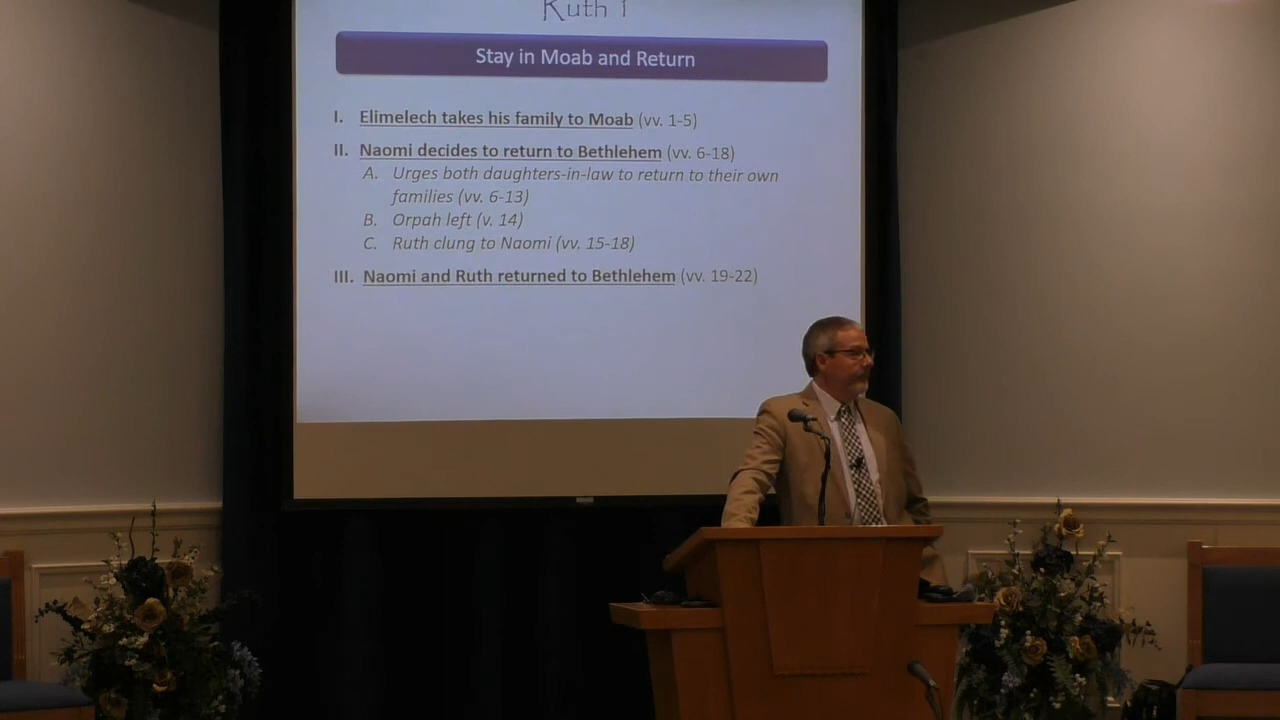 Ruth 1
Stay in Moab and Return
I. Elimelech takes his family to Moab (vv. 1-5)
II. Naomi decides to return to Bethlehem (vv. 6-18)
A. Urges both daughters-in-law to return to their own
families (vv. 6-13)
B. Orpah left (v. 14)
C. Ruth clung to Naomi (vv. 15-18)
III. Naomi and Ruth returned to Bethlehem (vv. 19-22)